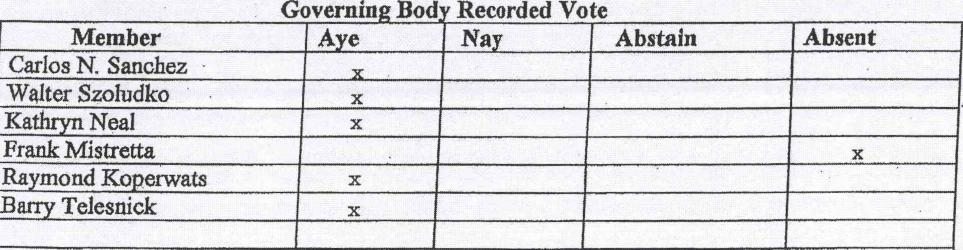 Governing Body Recorded Vote
Member Aye Nay Abstain Absent
Carlos N. Sanchez x
Walter Szoludko x
Kathryn Neal x
Frank Mistretta x
Raymond Koperwats x
Barry Telesnick x